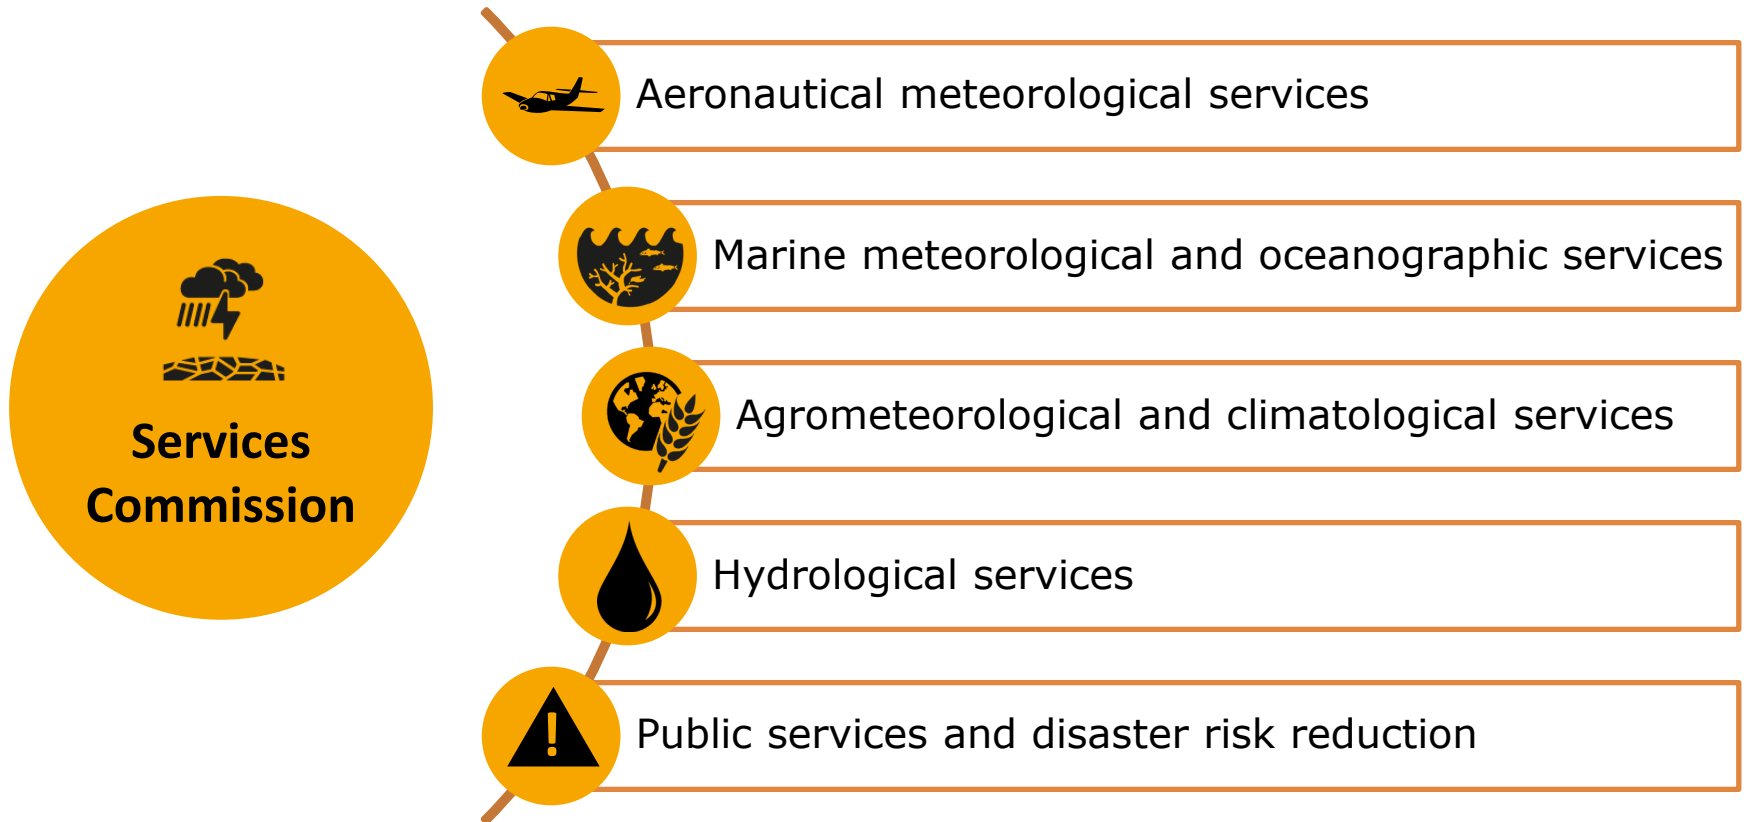 Services
Commission
Aeronautical meteorological services
Marine meteorological and oceanographic services
Agrometeorological and climatological services
Hydrological services
Public services and disaster risk reduction